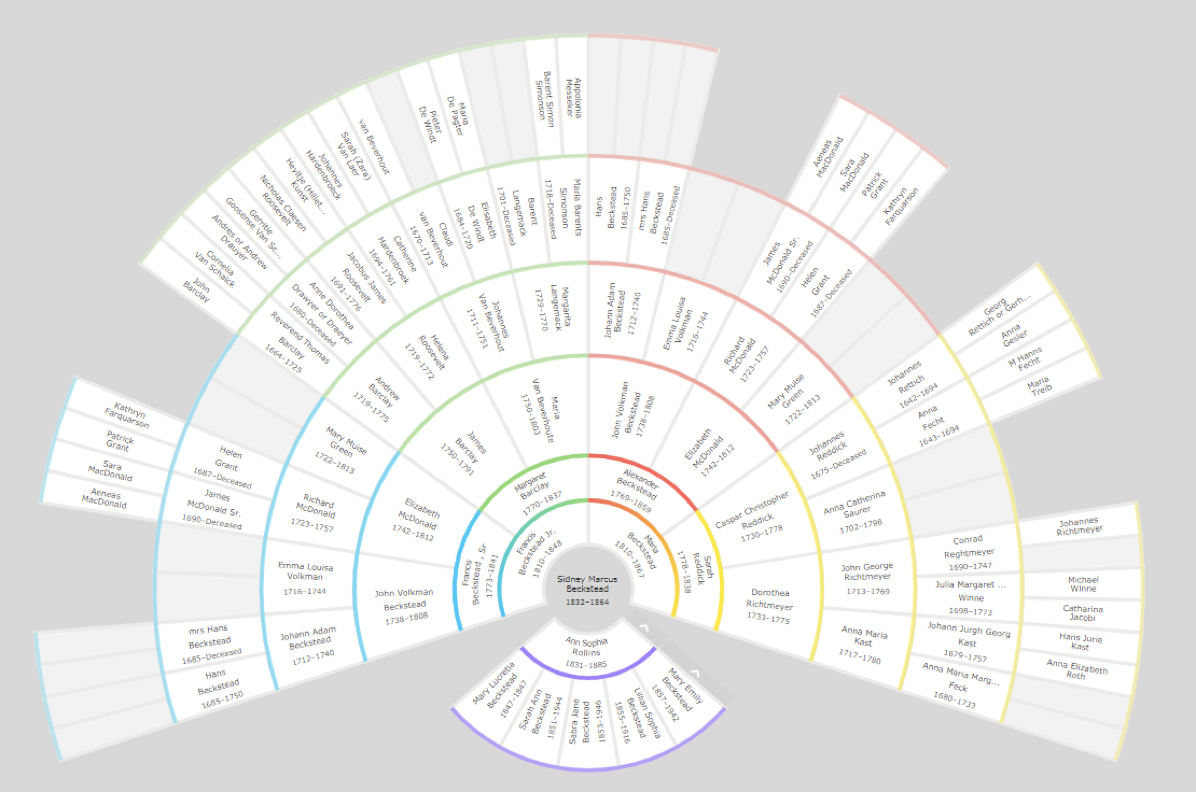 Sidney Marcus
Beckstead
1832–1864
Ann Sophia
Rollins
1831–1885
Mary Lucretia
Beckstead
1847–1847
Sarah Ann
Beckstead
1851–1944
Sabra Jane
Beckstead
1853–1946
Lillian Sophia
Beckstead
1855–1916
Mary Emily
Beckstead
1857–1942
Francis
Beckstead Jr.
1810–1848
Maria
Beckstead
1810–1867
Francis
Beckstead , Sr
1773–1841
Margaret
Barclay
1770–1837
Alexander
Beckstead
1769–1859
Sarah
Reddick
1778–1838
John Volkman
Beckstead
1738–1808
Elizabeth
McDonald
1742–1812
James
Barclay
1750–1791
Maria
Van Beverhoute
1750–1803
John Volkman
Beckstead
1738–1808
Elizabeth
McDonald
1742–1812
Caspar Christopher
Reddick
1730–1778
Dorothea
Richtmeyer
1733–1775
Johann Adam
Beckstead
1712–1740
Emma Louisa
Volkman
1716–1744
Richard
McDonald
1723–1757
Mary Muise
Green
1722–1813
Andrew
Barclay
1719–1775
Helena
Roosevelt
1719–1772
Johannes
Van Beverhout
1711–1751
Margarita
Langemack
1729–1770
Johann Adam
Beckstead
1712–1740
Emma Louisa
Volkman
1716–1744
Richard
McDonald
1723–1757
Mary Muise
Green
1722–1813
Johannes
Reddick
1675–Deceased
Anna Catherina
Saurer
1702–1798
John George
Richtmeyer
1713–1769
Anna Maria
Kast
1717–1780
Hans
Beckstead
1685–1750
mrs Hans
Beckstead
1685–Deceased
James
McDonald Sr.
1690–Deceased
Helen
Grant
1687–Deceased
Reverend Thomas
Barclay
1664–1725
Anne Dorothea
Drawyer or Draeyer
1680–Deceased
Jacobus James
Roosevelt
1691–1776
Catherine
Hardenbroek
1694–1761
Claudi
van Beverhout
1670–1713
Elisabeth
De Windt
1684–1720
Barent
Langemack
1701–Deceased
Maria Barents
Simonson
1718–Deceased
Hans
Beckstead
1685–1750
mrs Hans
Beckstead
1685–Deceased
James
McDonald Sr.
1690–Deceased
Helen
Grant
1687–Deceased
Johannes
Rettich
1642–1694
Anna
Fecht
1643–1694
Conrad
Reghtmeyer
1690–1747
Julia Margaret ...
Winne
1698–1773
Johann Jurgh Georg
Kast
1679–1757
Anna Maria Marg...
Feck
1680–1733
Aeneas
MacDonald
Sara
MacDonald
Patrick
Grant
Kathryn
Farquarson
John
Barclay
Cornelia
Van Schaick
Andres or Andrew
Drauyer
Gerritie
Goosense Van Sc...
Nicholas Claesen
Roosevelt
Heyltje (Hillet...
Kunst
Johannes
Hardenbroeck
Sarah (Zara)
Van Laer
van Beverhout
Pieter
De Windt
Maria
De Pagter
Barent Simon
Simonson
Appolonia
Messeker
Aeneas
MacDonald
Sara
MacDonald
Patrick
Grant
Kathryn
Farquarson
Georg
Rettich or Gerh...
Anna
Gesler
M Hanns
Fecht
Maria
Treib
Johannes
Richtmeyer
Michael
Winne
Catharina
Jacobi
Hans Jurie
Kast
Anna Elizabeth
Roth